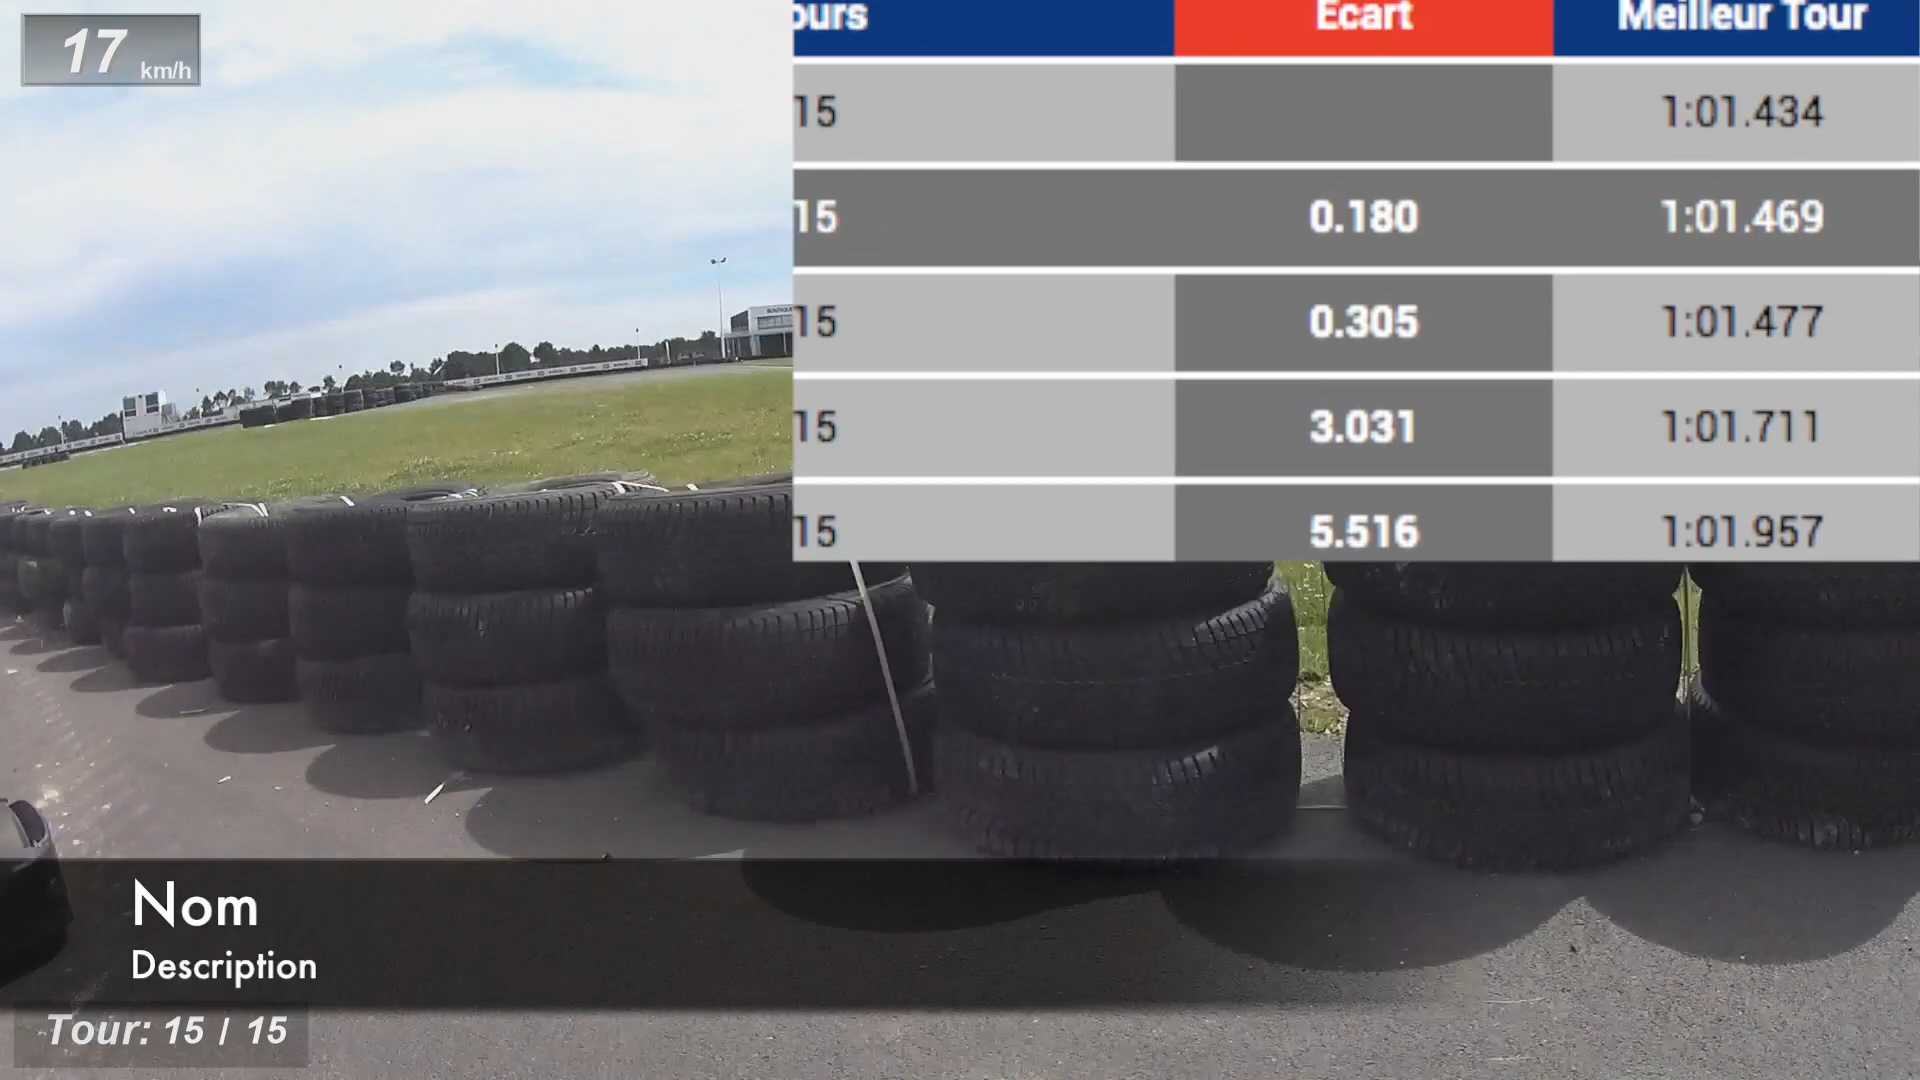 17 km/h
ours Ecart Meilleur Tour
15 1:01.434
15 0.180 1:01.469
15 0.305 1:01.477
15 3.031 1:01.711
15 5.516 1:01.957
Nom
Description
Tour: 15 / 15